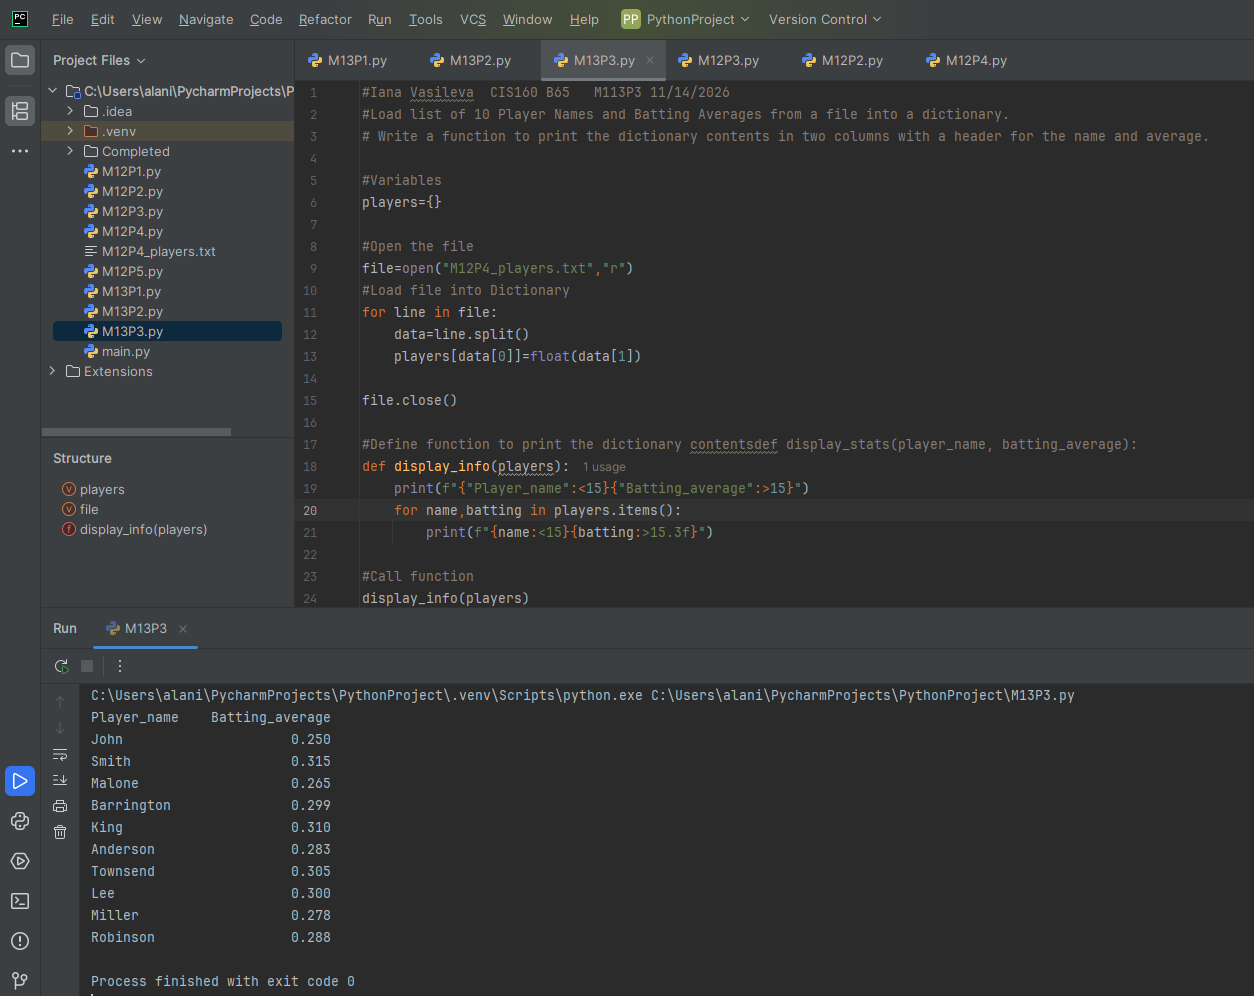 PC File Edit View Navigate Code Refactor Run Tools VCS Window Help PP PythonProject Version Control
Project Files
C:\Users\alani\PycharmProjects\P
.idea
.venv
Completed
M12P1.py
M12P2.py
M12P3.py
M12P4.py
M12P4_players.txt
M12P5.py
M13P1.py
M13P2.py
M13P3.py
main.py
Extensions
Structure
v players
v file
f display_info(players)
M13P1.py M13P2.py M13P3.py M12P3.py M12P2.py M12P4.py
1 #Iana Vasileva  CIS160 B65   M113P3 11/14/2026
2 #Load list of 10 Player Names and Batting Averages from a file into a dictionary.
3 # Write a function to print the dictionary contents in two columns with a header for the name and average.
4
5 #Variables
6 players={}
7
8 #Open the file
9 file=open("M12P4_players.txt","r")
10 #Load file into Dictionary
11 for line in file:
12     data=line.split()
13     players[data[0]]=float(data[1])
14
15 file.close()
16
17 #Define function to print the dictionary contentsdef display_stats(player_name, batting_average):
18 def display_info(players): 1 usage
19     print(f"{"Player_name":<15}{"Batting_average":>15}")
20     for name,batting in players.items():
21         print(f"{name:<15}{batting:>15.3f}")
22
23 #Call function
24 display_info(players)
Run M13P3
C:\Users\alani\PycharmProjects\PythonProject\.venv\Scripts\python.exe C:\Users\alani\PycharmProjects\PythonProject\M13P3.py
Player_name    Batting_average
John                     0.250
Smith                    0.315
Malone                   0.265
Barrington               0.299
King                     0.310
Anderson                 0.283
Townsend                 0.305
Lee                      0.300
Miller                   0.278
Robinson                 0.288
Process finished with exit code 0